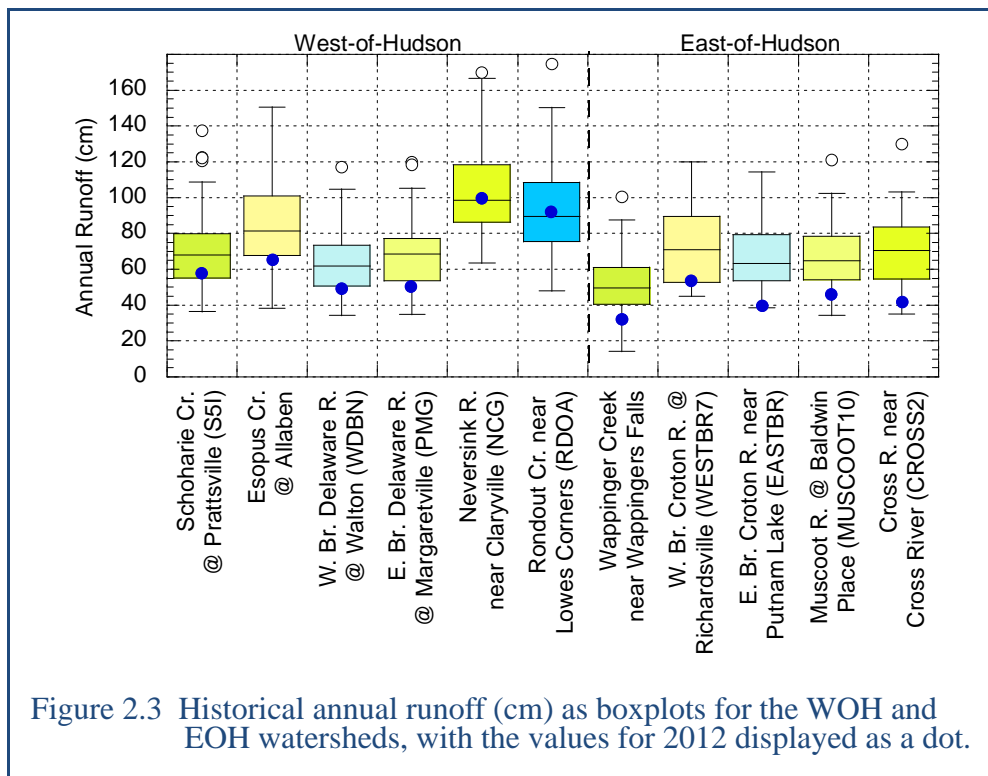 West-of-Hudson
East-of-Hudson
Annual Runoff (cm)
160
140
120
100
80
60
40
20
0
Schoharie Cr.
@ Prattsville (S5I)
Esopus Cr.
@ Allaben
W. Br. Delaware R.
@ Walton (WDBN)
E. Br. Delaware R.
@ Margaretville (PMG)
Neversink R.
near Claryville (NCG)
Rondout Cr. near
Lowes Corners (RDOA)
Wappinger Creek
near Wappingers Falls
W. Br. Croton R. @
Richardsville (WESTBR7)
E. Br. Croton R. near
Putnam Lake (EASTBR)
Muscoot R. @ Baldwin
Place (MUSCOOT10)
Cross R. near
Cross River (CROSS2)
Figure 2.3 Historical annual runoff (cm) as boxplots for the WOH and
EOH watersheds, with the values for 2012 displayed as a dot.